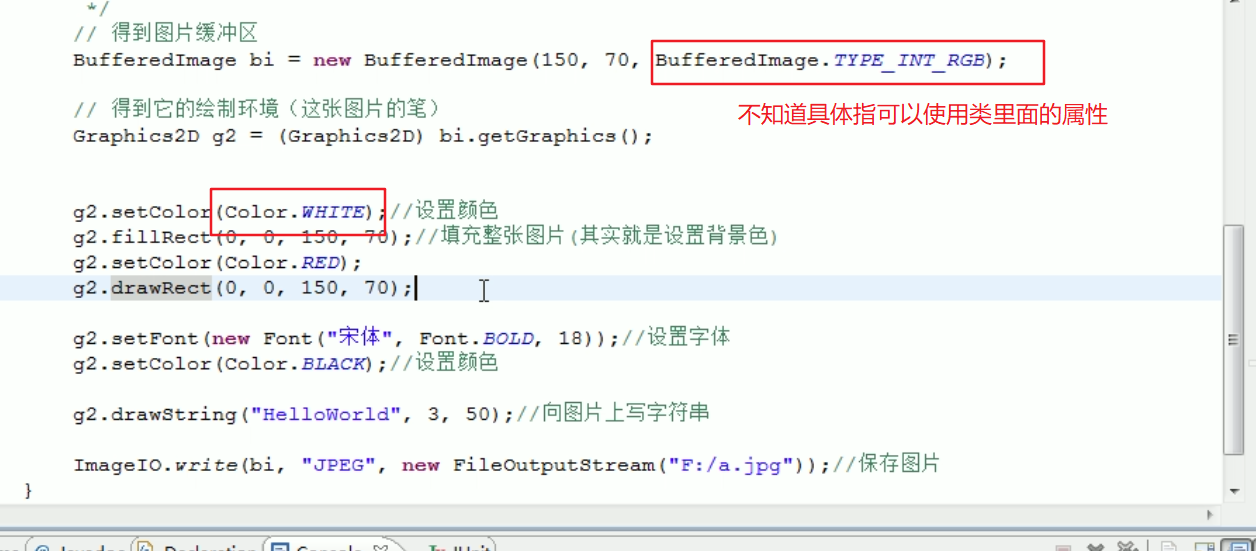 */
// 得到图片缓冲区
BufferedImage bi = new BufferedImage(150, 70, BufferedImage.TYPE_INT_RGB);
// 得到它的绘制环境（这张图片的笔）
不知道具体指可以使用类里面的属性
Graphics2D g2 = (Graphics2D) bi.getGraphics();
g2.setColor(Color.WHITE);//设置颜色
g2.fillRect(0, 0, 150, 70);//填充整张图片(其实就是设置背景色)
g2.setColor(Color.RED);
g2.drawRect(0, 0, 150, 70);
g2.setFont(new Font("宋体", Font.BOLD, 18));//设置字体
g2.setColor(Color.BLACK);//设置颜色
g2.drawString("HelloWorld", 3, 50);//向图片上写字符串
ImageIO.write(bi, "JPEG", new FileOutputStream("F:/a.jpg"));//保存图片
}